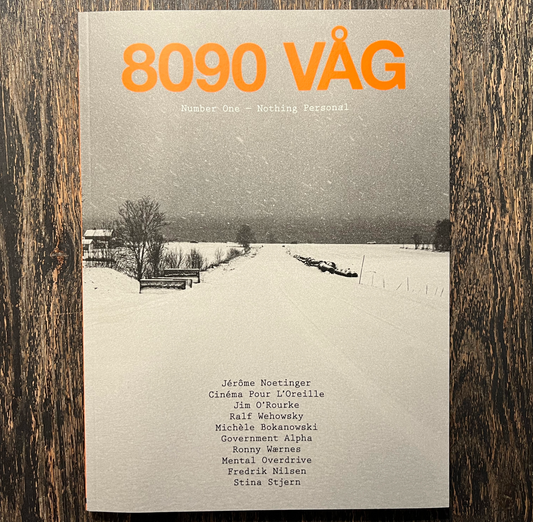 8090 VÅG
Number One – Nothing Personal
Jérôme Noetinger
Cinéma Pour L'Oreille
Jim O'Rourke
Ralf Wehowsky
Michèle Bokanowski
Government Alpha
Ronny Wærnes
Mental Overdrive
Fredrik Nilsen
Stina Stjern